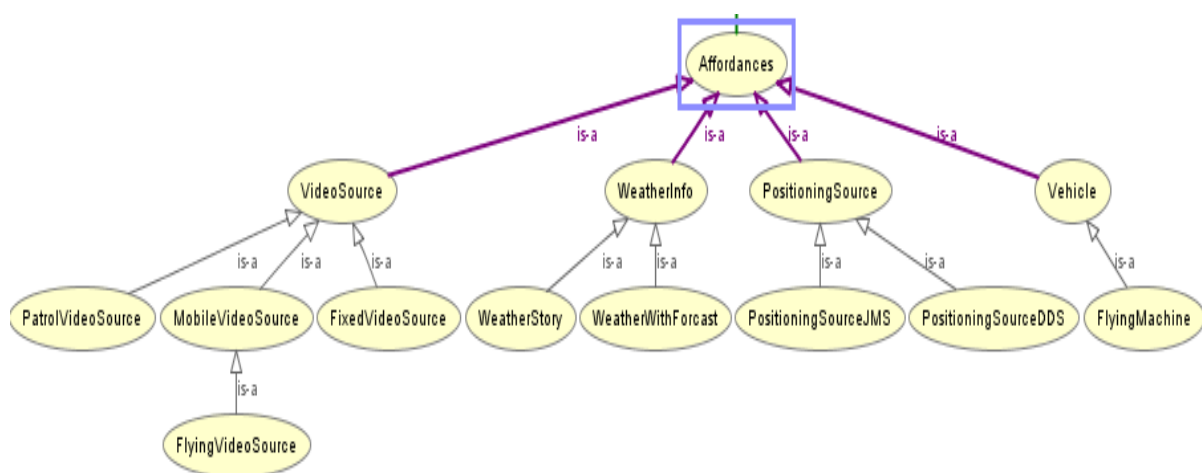 Affordances
is-a is-a is-a is-a
VideoSource WeatherInfo PositioningSource Vehicle
is-a is-a is-a is-a is-a is-a is-a is-a
PatrolVideoSource MobileVideoSource FixedVideoSource WeatherStory WeatherWithForcast PositioningSourceJMS PositioningSourceDDS FlyingMachine
is-a
FlyingVideoSource